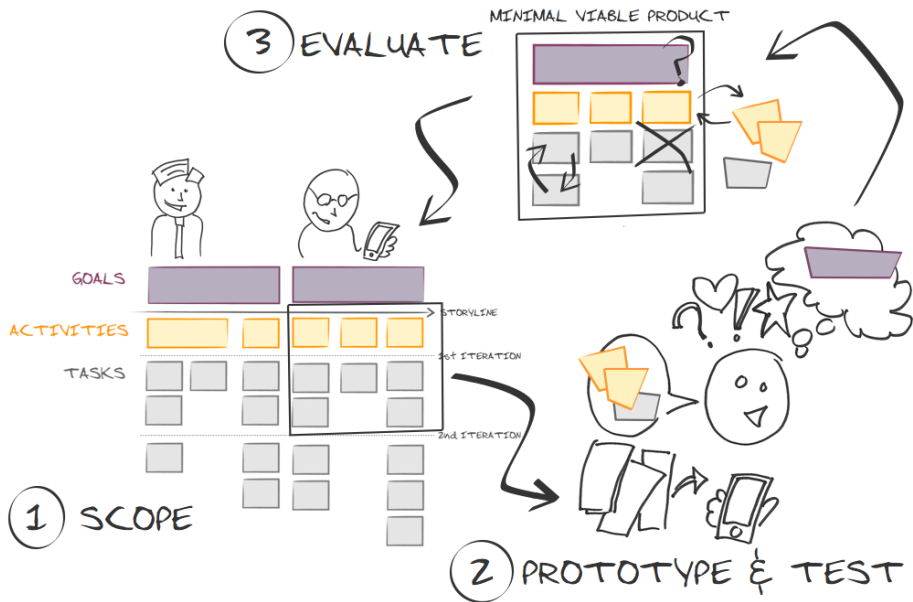 MINIMAL VIABLE PRODUCT
3 EVALUATE
GOALS
STORYLINE
ACTIVITIES
1st ITERATION
TASKS
2nd ITERATION
1 SCOPE
2 PROTOTYPE & TEST